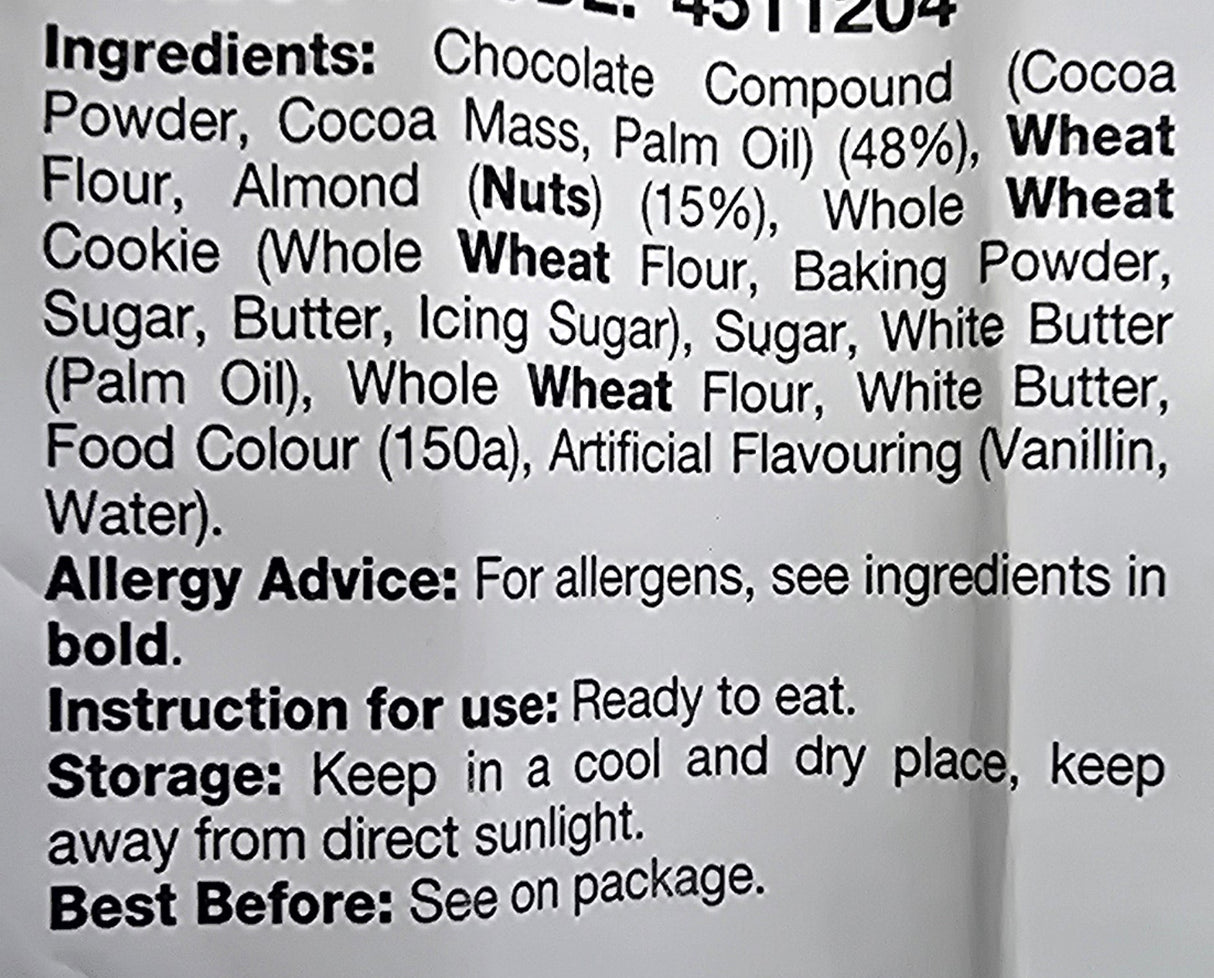 4511204
Ingredients: Chocolate Compound (Cocoa
Powder, Cocoa Mass, Palm Oil) (48%), Wheat
Flour, Almond (Nuts) (15%), Whole Wheat
Cookie (Whole Wheat Flour, Baking Powder,
Sugar, Butter, Icing Sugar), Sugar, White Butter
(Palm Oil), Whole Wheat Flour, White Butter,
Food Colour (150a), Artificial Flavouring (Vanillin,
Water).
Allergy Advice: For allergens, see ingredients in
bold.
Instruction for use: Ready to eat.
Storage: Keep in a cool and dry place, keep
away from direct sunlight.
Best Before: See on package.